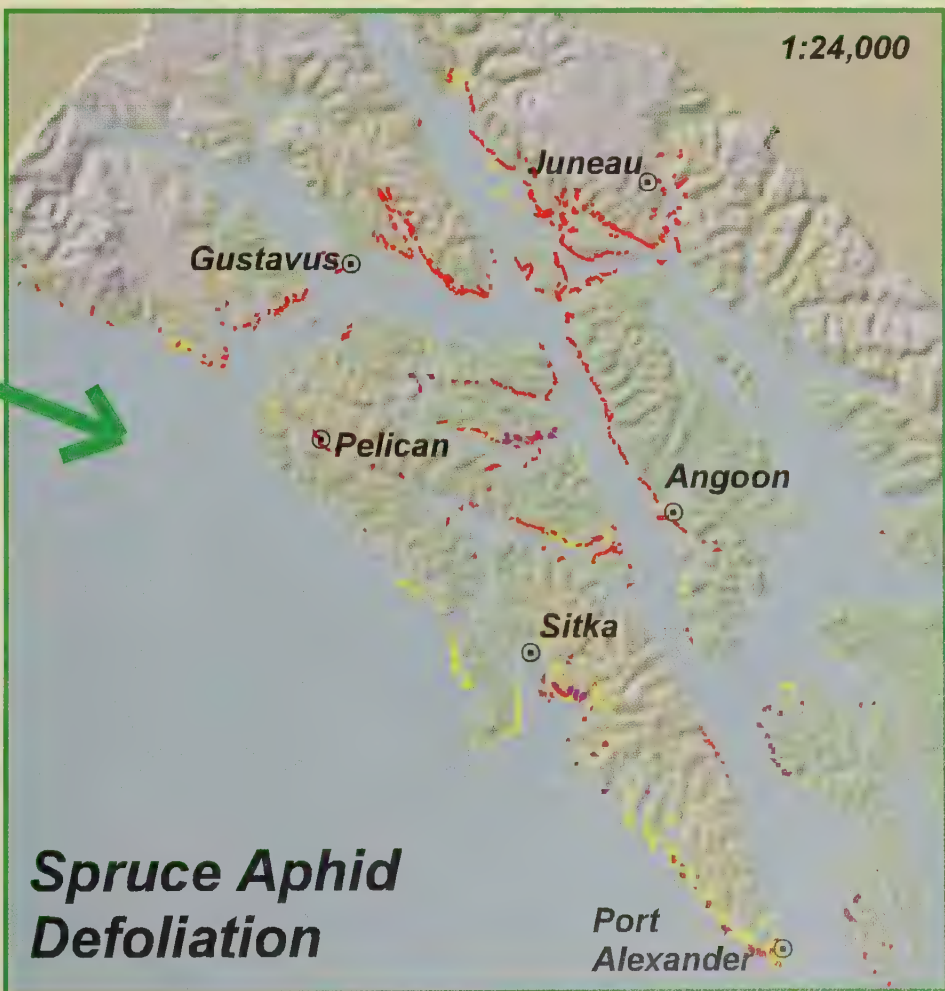 1:24,000
Juneau
Gustavus
Pelican
Angoon
Sitka
Spruce Aphid
Defoliation
Port
Alexander